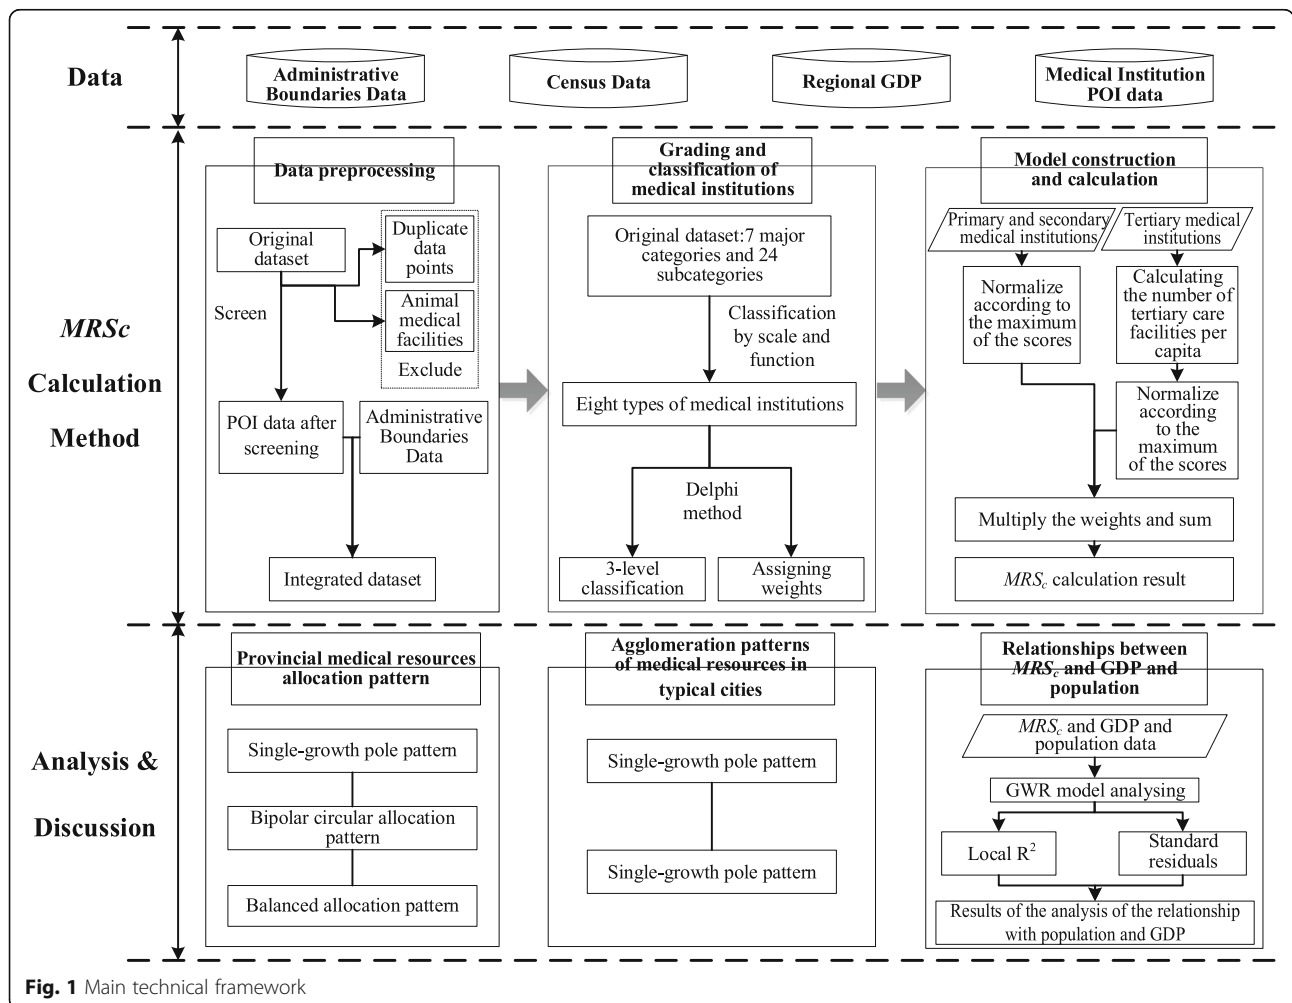 Data
Administrative
Boundaries Data
Census Data
Regional GDP
Medical Institution
POI data
MRSc
Calculation
Method
Data preprocessing
Original
dataset
Duplicate
data
points
Screen
Animal
medical
facilities
Exclude
POI data after
screening
Administrative
Boundaries
Data
Integrated dataset
Grading and
classification of
medical institutions
Original dataset:7 major
categories and 24
subcategories
Classification
by scale and
function
Eight types of medical institutions
Delphi
method
3-level
classification
Assigning
weights
Model construction
and calculation
Primary and secondary
medical institutions
Tertiary medical
institutions
Normalize
according to
the maximum
of the scores
Calculating
the number of
tertiary care
facilities per
capita
Normalize
according
to the
maximum
of the scores
Multiply the weights and sum
MRSc calculation result
Analysis &
Discussion
Provincial medical resources
allocation pattern
Single-growth pole pattern
Bipolar circular allocation
pattern
Balanced allocation pattern
Agglomeration patterns
of medical resources in
typical cities
Single-growth pole pattern
Single-growth pole pattern
Relationships between
MRSc and GDP and
population
MRSc and GDP and
population data
GWR model analysing
Local R²
Standard
residuals
Results of the analysis of the relationship
with population and GDP
Fig. 1 Main technical framework